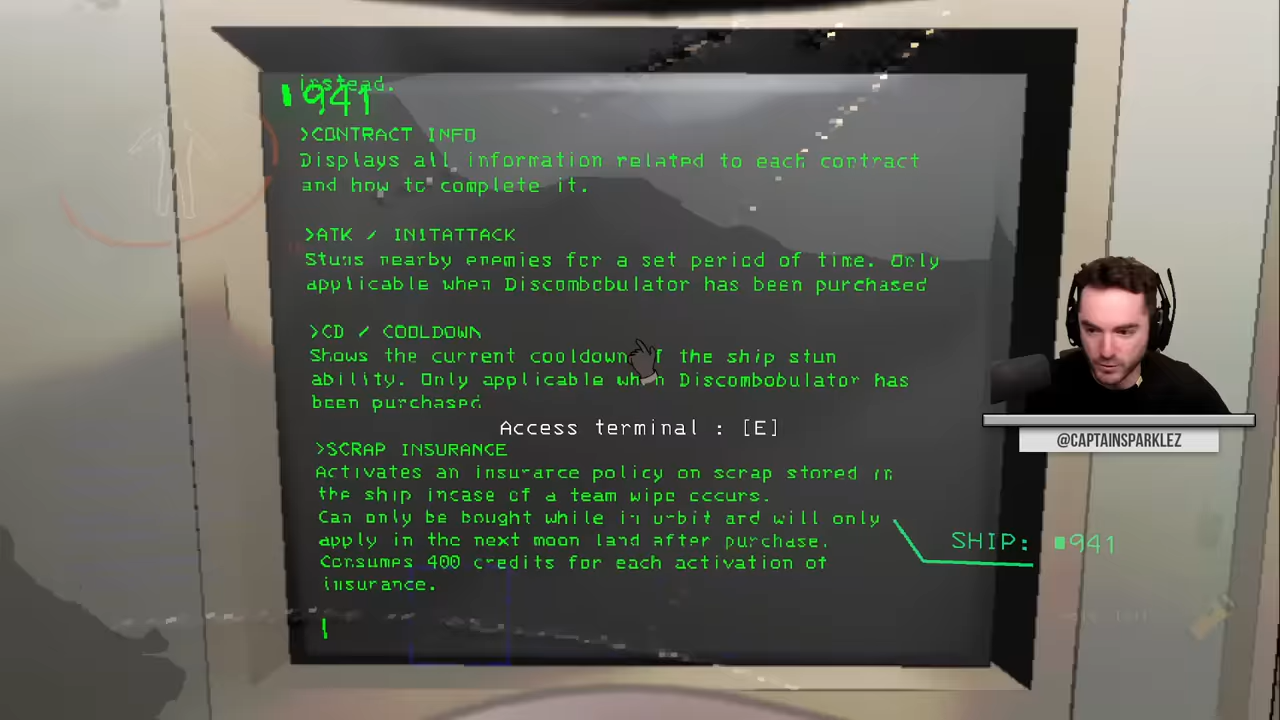 instead.
941
>CONTRACT INFO
Displays all information related to each contract
and how to complete it.
>ATK / INITATTACK
Stuns nearby enemies for a set period of time. Only
applicable when Discombobulator has been purchased
>CD / COOLDOWN
Shows the current cooldown of the ship stun
ability. Only applicable when Discombobulator has
been purchased
Access terminal : [E]
>SCRAP INSURANCE
Activates an insurance policy on scrap stored in
the ship incase of a team wipe occurs.
Can only be bought while in orbit and will only
apply in the next moon land after purchase.
Consumes 400 credits for each activation of
insurance.
SHIP: 941
@CAPTAINSPARKLEZ